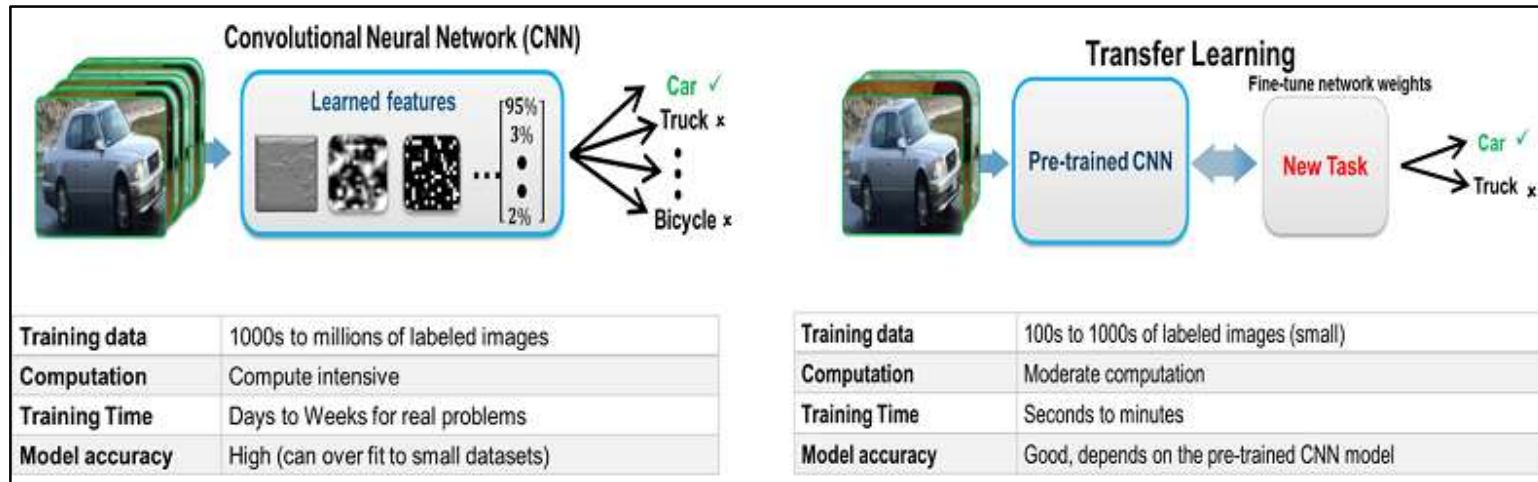 Convolutional Neural Network (CNN)
Learned features
95%
3%
2%
Car ✓
Truck ×
Bicycle ×
Training data 1000s to millions of labeled images
Computation Compute intensive
Training Time Days to Weeks for real problems
Model accuracy High (can over fit to small datasets)
Transfer Learning
Fine-tune network weights
Pre-trained CNN
New Task
Car ✓
Truck ×
Training data 100s to 1000s of labeled images (small)
Computation Moderate computation
Training Time Seconds to minutes
Model accuracy Good, depends on the pre-trained CNN model